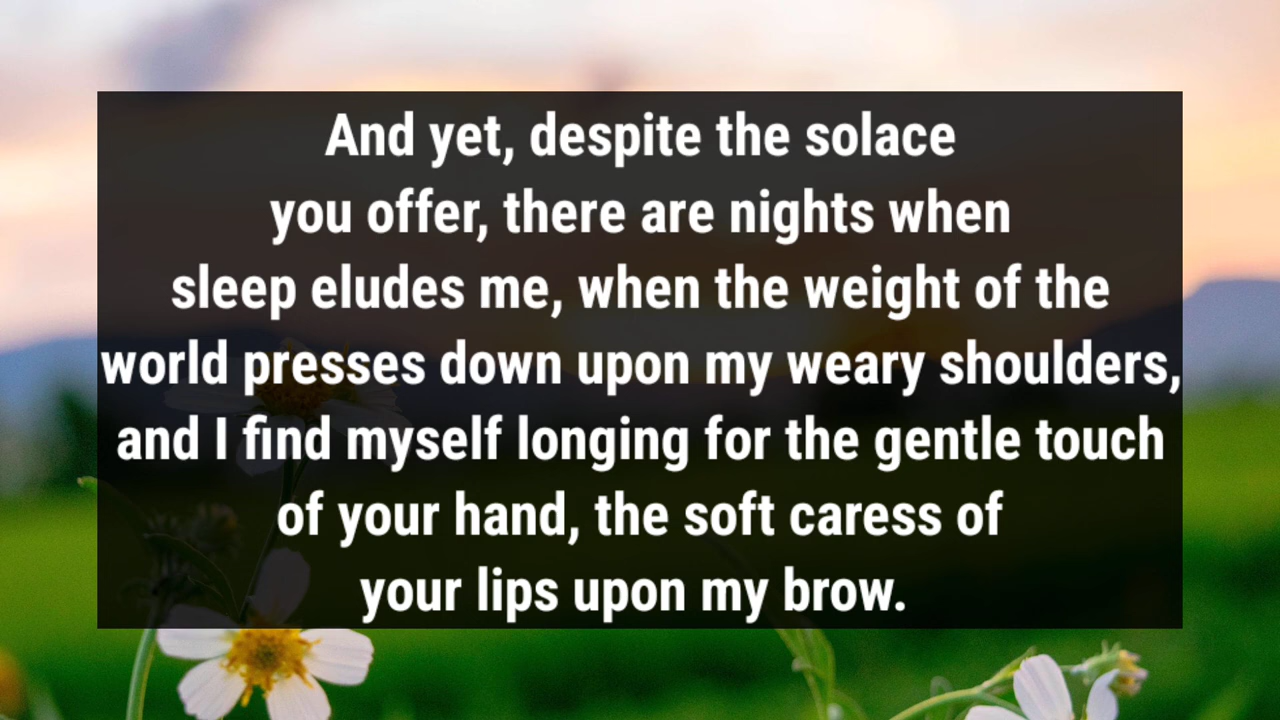 And yet, despite the solace
you offer, there are nights when
sleep eludes me, when the weight of the
world presses down upon my weary shoulders,
and I find myself longing for the gentle touch
of your hand, the soft caress of
your lips upon my brow.